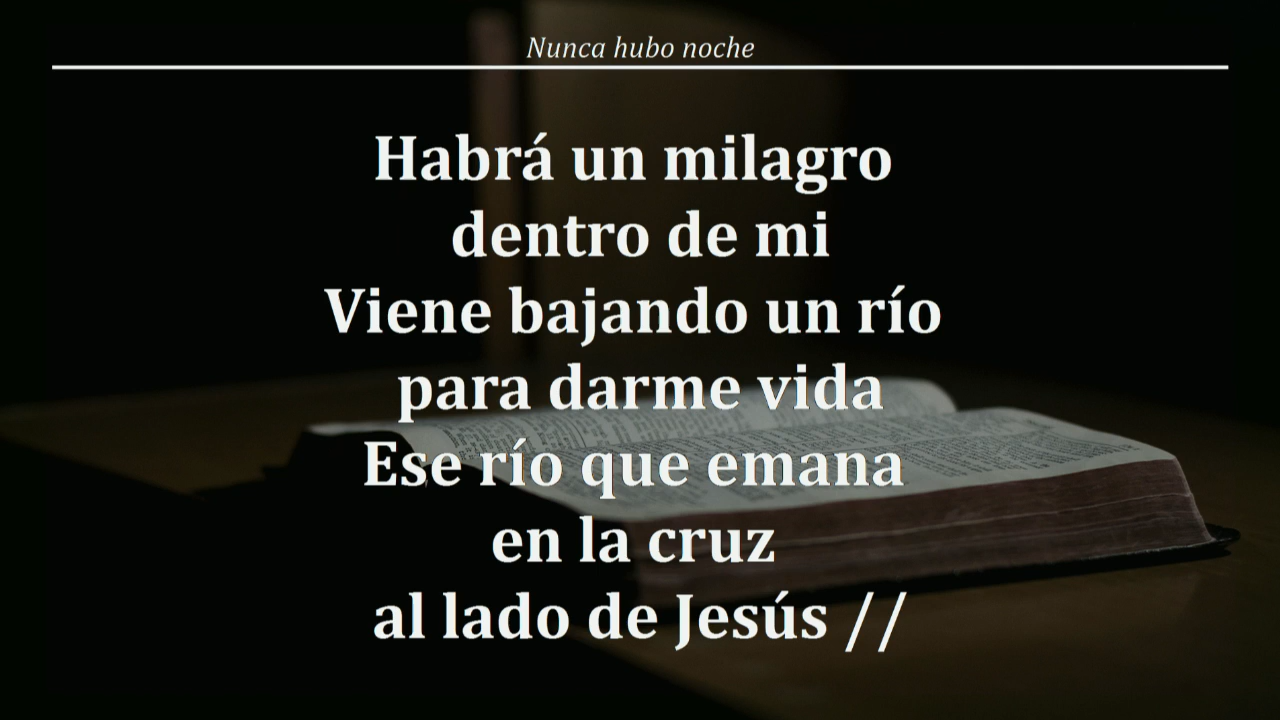 Nunca hubo noche
Habrá un milagro
dentro de mi
Viene bajando un río
para darme vida
Ese río que emana
en la cruz
al lado de Jesús //